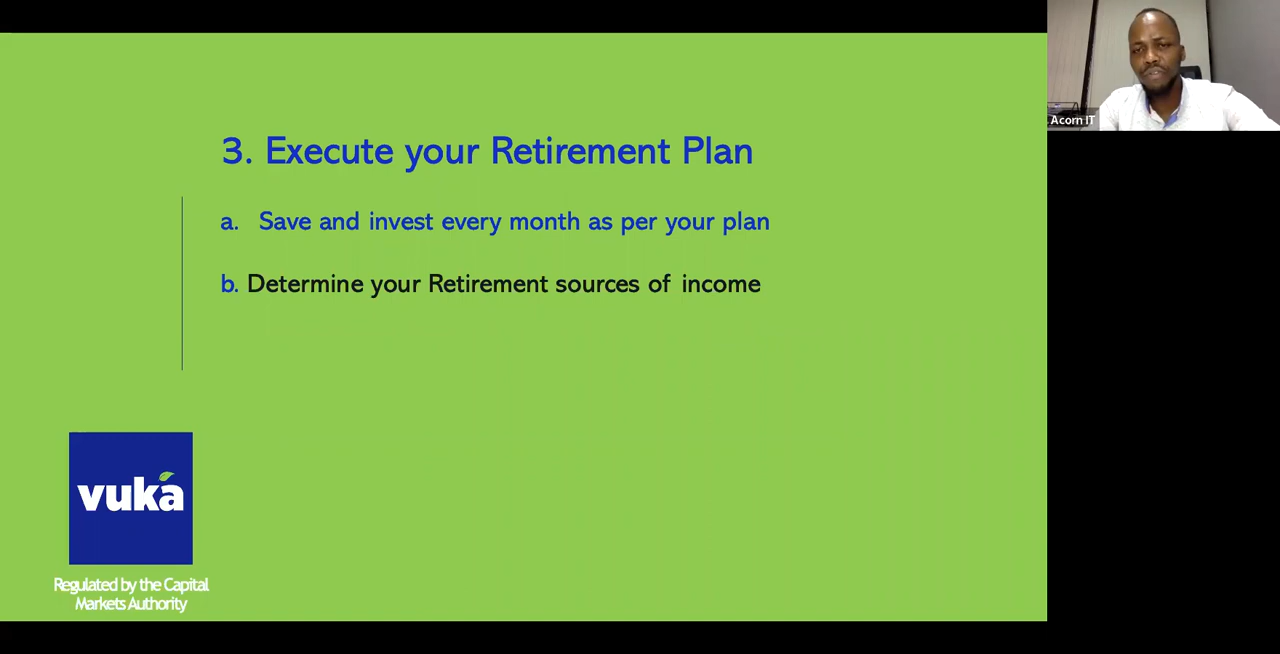 3. Execute your Retirement Plan
a. Save and invest every month as per your plan
b. Determine your Retirement sources of income
vuka
Regulated by the Capital
Markets Authority
Acorn IT